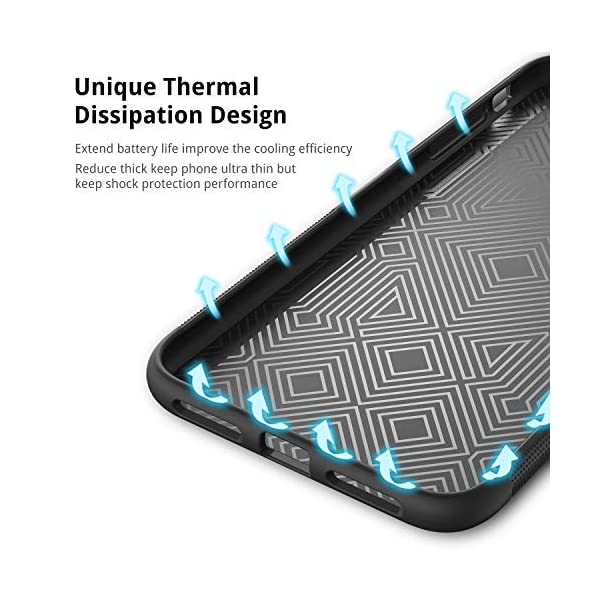 Unique Thermal
Dissipation Design
Extend battery life improve the cooling efficiency
Reduce thick keep phone ultra thin but
keep shock protection performance